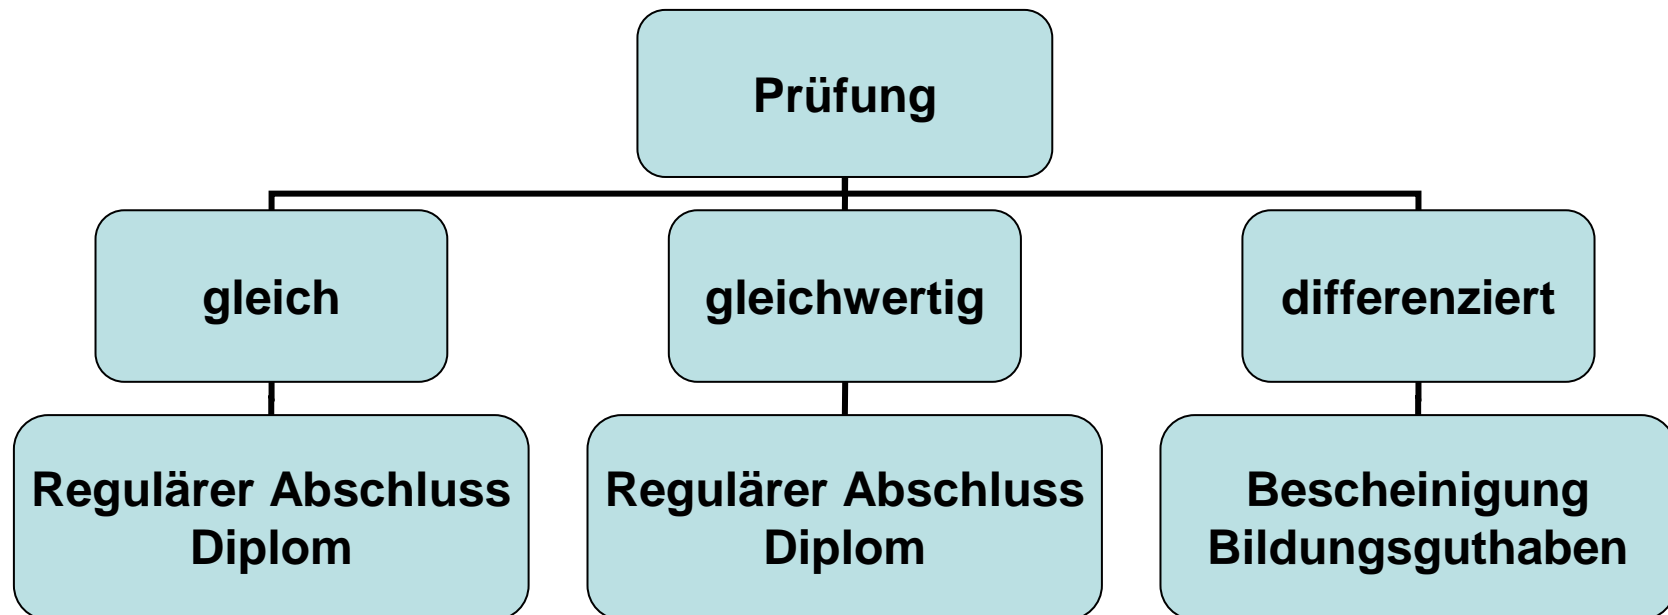 Prüfung
gleich
gleichwertig
differenziert
Regulärer Abschluss
Diplom
Regulärer Abschluss
Diplom
Bescheinigung
Bildungsguthaben